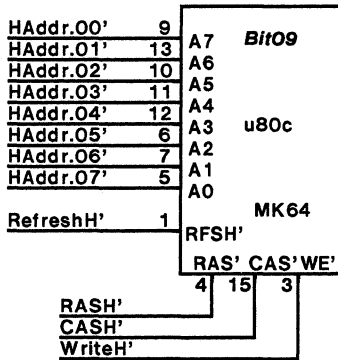 HAddr.00' 9 A7 Bit09
HAddr.01' 13 A6
HAddr.02' 10 A5
HAddr.03' 11 A4
HAddr.04' 12 A3 u80c
HAddr.05' 6 A2
HAddr.06' 7 A1
HAddr.07' 5 A0
MK64
RefreshH' 1 RFSH'
RAS' CAS' WE'
4 15 3
RASH'
CASH'
WriteH'